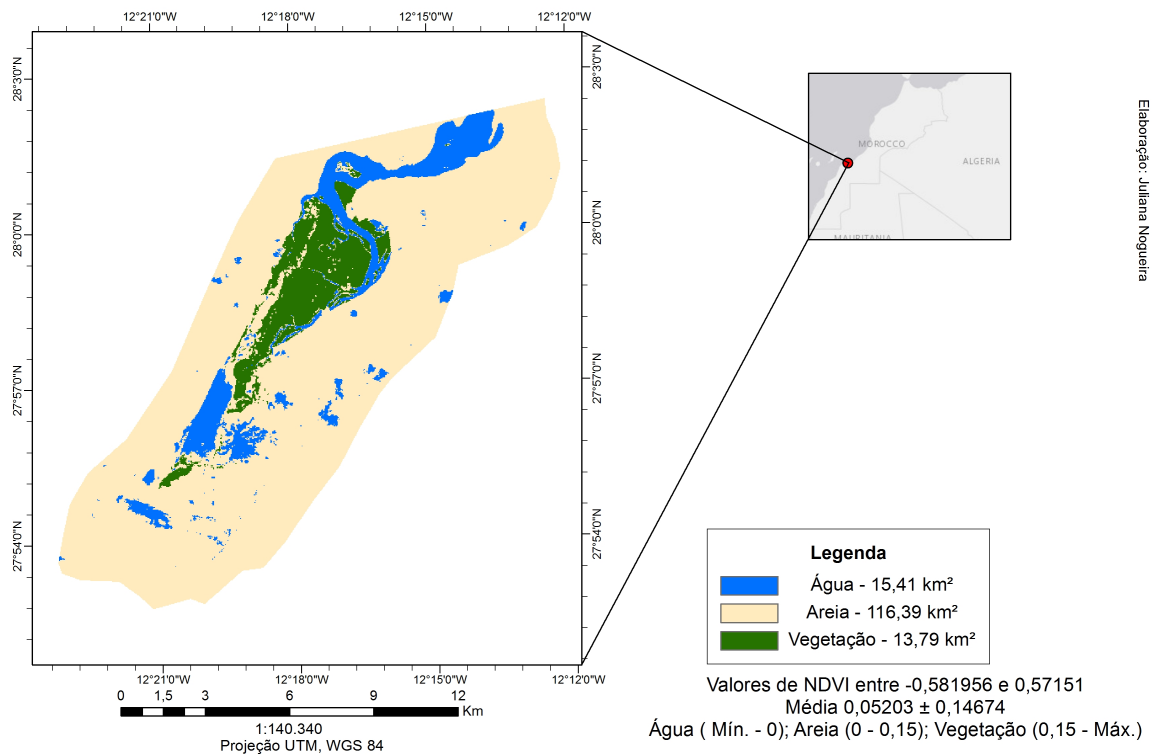 12°21'0"W 12°18'0"W 12°15'0"W 12°12'0"W
28°3'0"N
28°3'0"N
28°0'0"N
28°0'0"N
27°57'0"N
27°57'0"N
27°54'0"N
27°54'0"N
12°21'0"W 12°18'0"W 12°15'0"W 12°12'0"W
0 1,5 3 6 9 12
Km
1:140.340
Projeção UTM, WGS 84
MOROCCO
ALGERIA
MAURITANIA
Elaboração: Juliana Nogueira
Legenda
Água - 15,41 km²
Areia - 116,39 km²
Vegetação - 13,79 km²
Valores de NDVI entre -0,581956 e 0,57151
Média 0,05203 ± 0,14674
Água ( Mín. - 0); Areia (0 - 0,15); Vegetação (0,15 - Máx.)